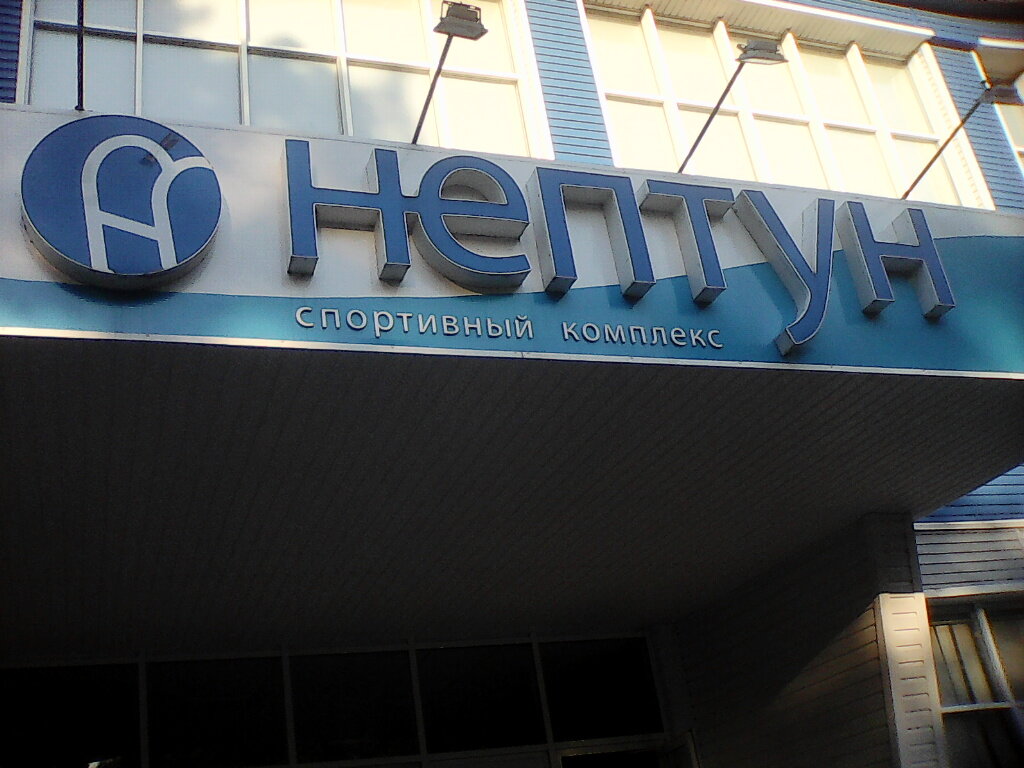 нептун
спортивный комплекс